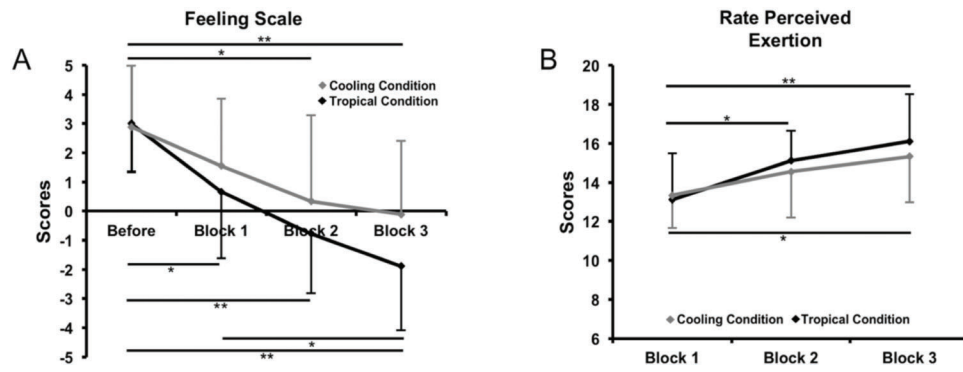 Feeling Scale
A
**
*
5
4
3
2
1
0
-1
-2
-3
-4
-5
Scores
Cooling Condition
Tropical Condition
Before Block 1 Block 2 Block 3
*
**
*
**
Rate Perceived
Exertion
B
20
18
16
14
12
10
8
6
Scores
**
*
*
Cooling Condition Tropical Condition
Block 1 Block 2 Block 3